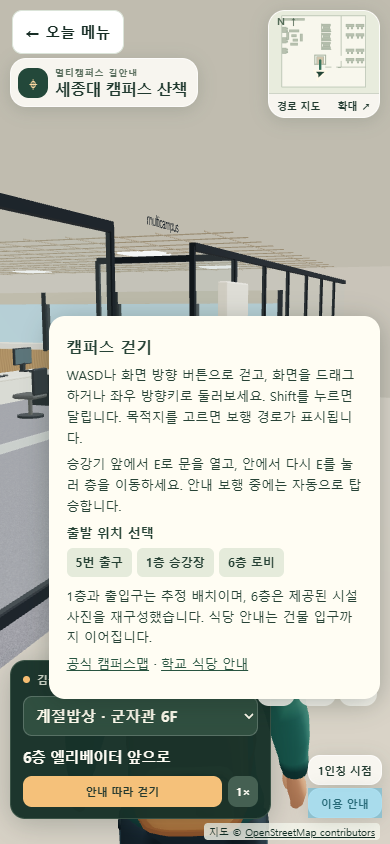 ← 오늘 메뉴
멀티캠퍼스 길안내
세종대 캠퍼스 산책
N
경로 지도 확대 ↗
multicampus
캠퍼스 걷기
WASD나 화면 방향 버튼으로 걷고, 화면을 드래그
하거나 좌우 방향키로 둘러보세요. Shift를 누르면
달립니다. 목적지를 고르면 보행 경로가 표시됩니
다.
승강기 앞에서 E로 문을 열고, 안에서 다시 E를 눌
러 층을 이동하세요. 안내 보행 중에는 자동으로 탑
승합니다.
출발 위치 선택
5번 출구 1층 승강장 6층 로비
1층과 출입구는 추정 배치이며, 6층은 제공된 시설
사진을 재구성했습니다. 식당 안내는 건물 입구까
지 이어집니다.
공식 캠퍼스맵 · 학교 식당 안내
계절밥상 · 군자관 6F
6층 엘리베이터 앞으로
안내 따라 걷기 1×
1인칭 시점
이용 안내
지도 © OpenStreetMap contributors